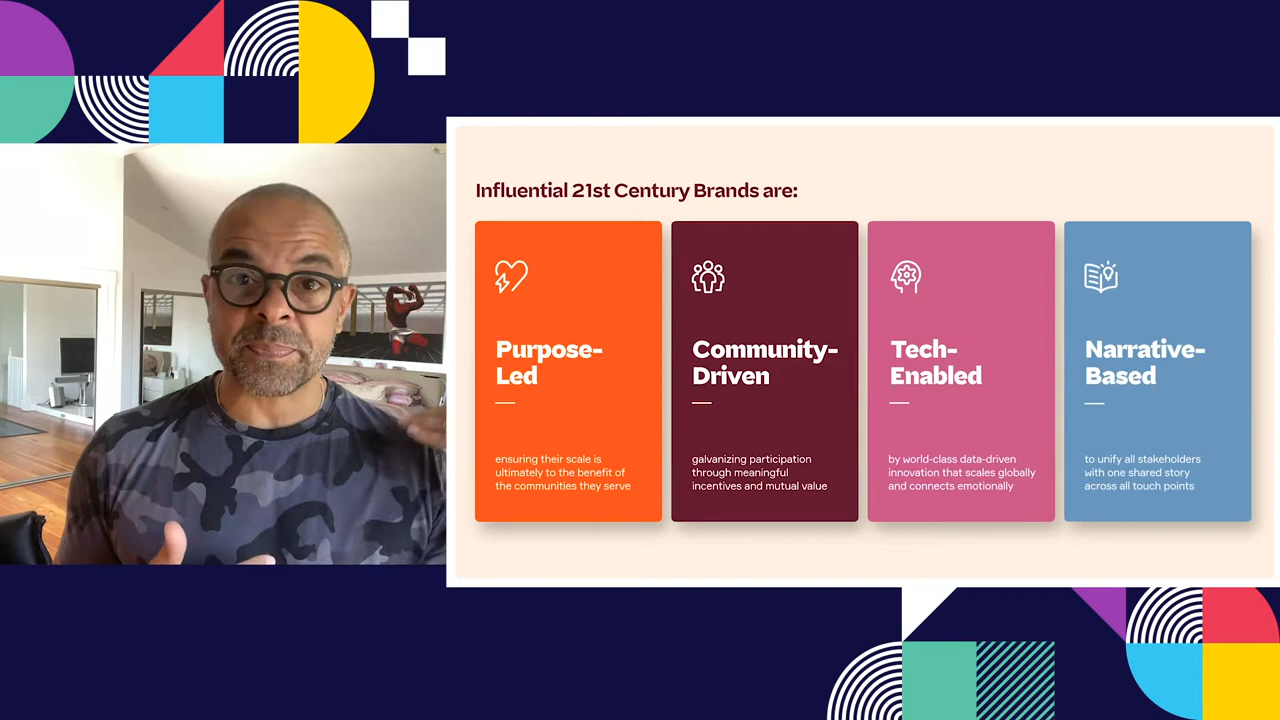 Influential 21st Century Brands are:
Purpose-
Led
ensuring their scale is
ultimately to the benefit of
the communities they serve
Community-
Driven
galvanizing participation
through meaningful
incentives and mutual value
Tech-
Enabled
by world-class data-driven
innovation that scales globally
and connects emotionally
Narrative-
Based
to unify all stakeholders
with one shared story
across all touch points